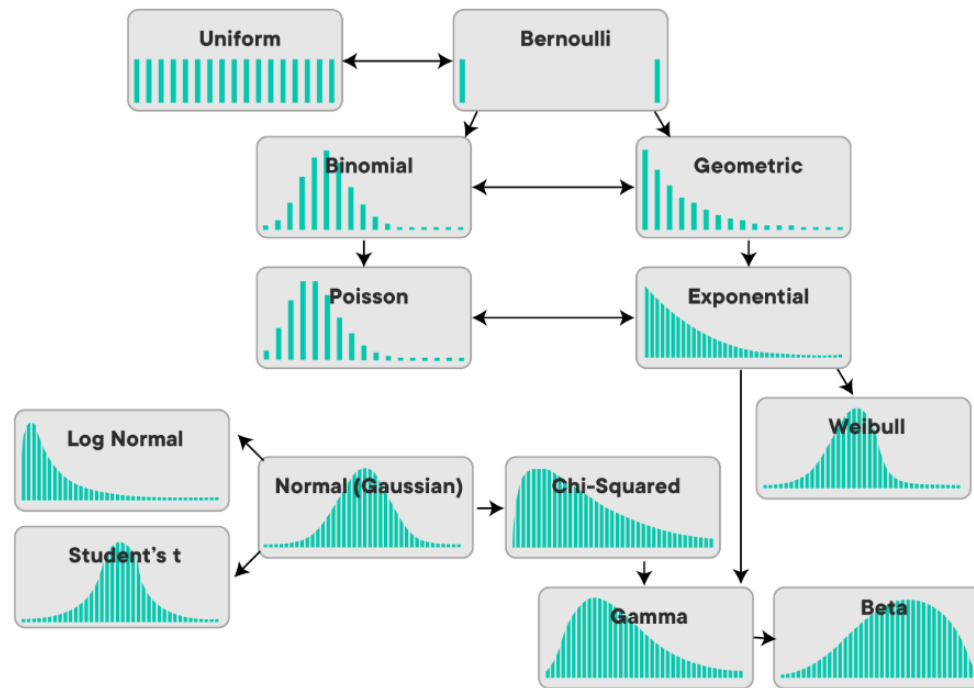 Uniform
Bernoulli
Binomial
Geometric
Poisson
Exponential
Log Normal
Weibull
Normal (Gaussian)
Chi-Squared
Student's t
Gamma
Beta